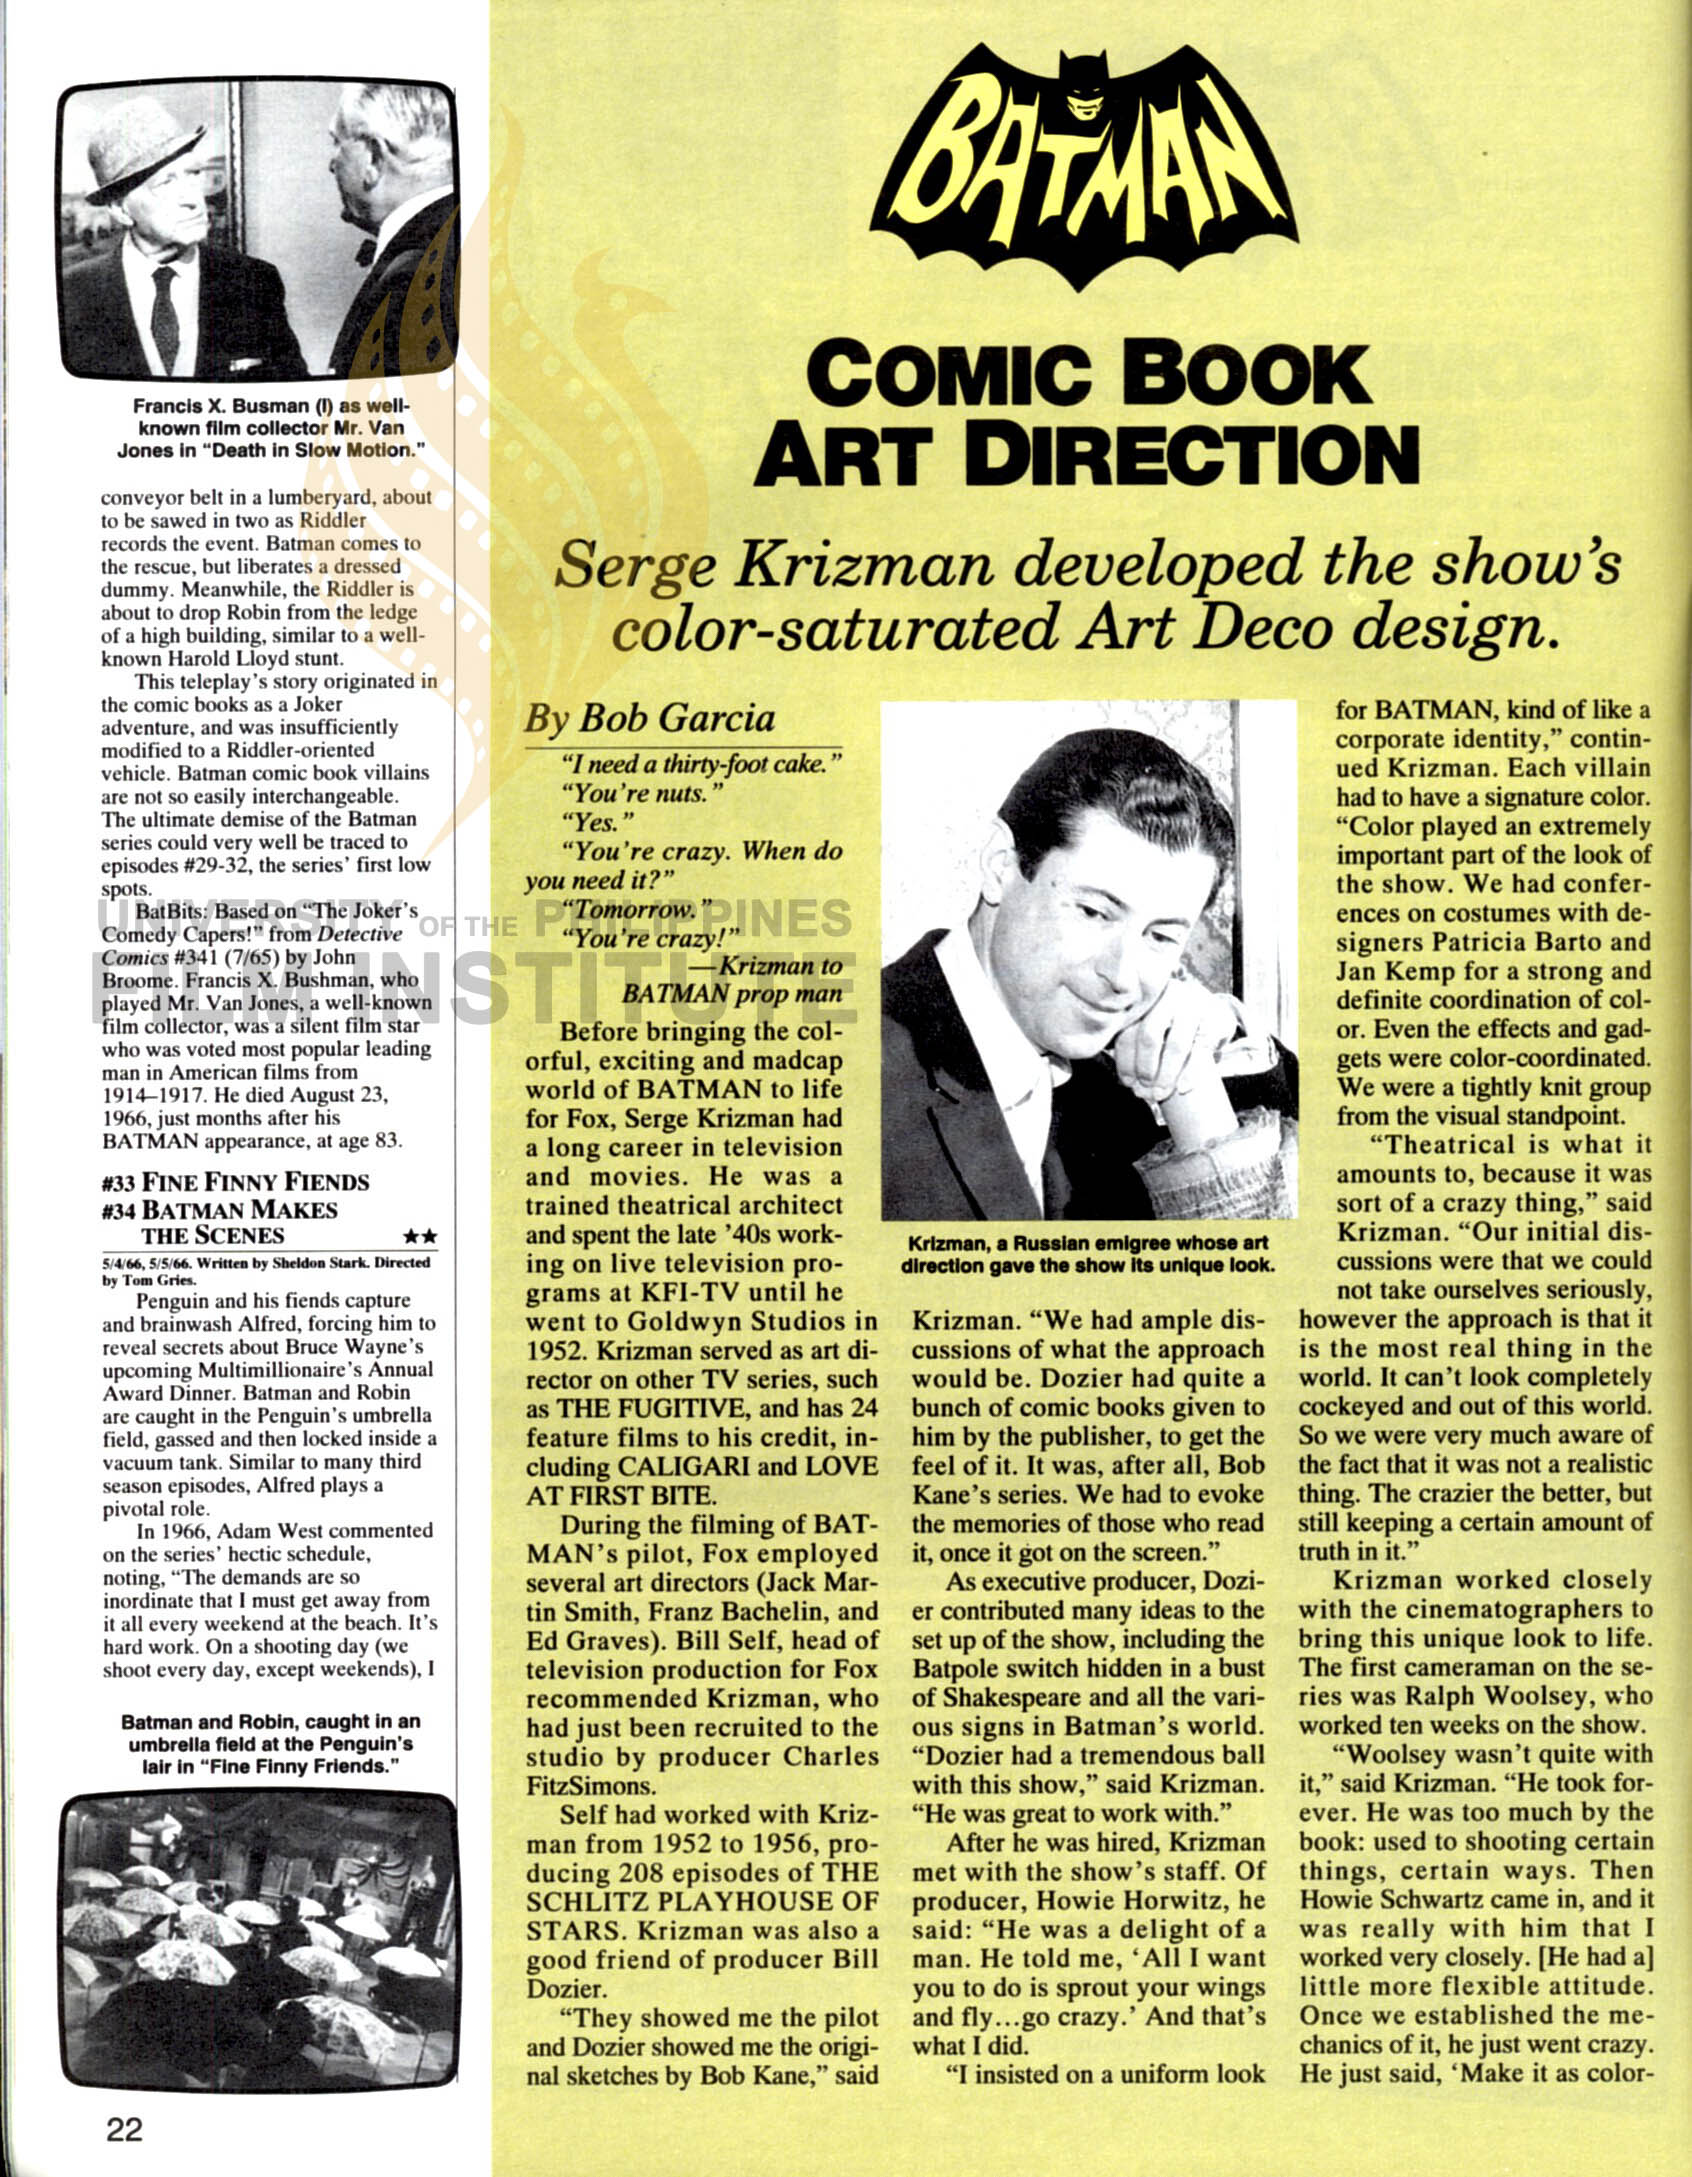 Francis X. Busman (l) as well-
known film collector Mr. Van
Jones in "Death in Slow Motion."
conveyor belt in a lumberyard, about
to be sawed in two as Riddler
records the event. Batman comes to
the rescue, but liberates a dressed
dummy. Meanwhile, the Riddler is
about to drop Robin from the ledge
of a high building, similar to a well-
known Harold Lloyd stunt.
This teleplay's story originated in
the comic books as a Joker
adventure, and was insufficiently
modified to a Riddler-oriented
vehicle. Batman comic book villains
are not so easily interchangeable.
The ultimate demise of the Batman
series could very well be traced to
episodes #29-32, the series' first low
spots.
BatBits: Based on "The Joker's
Comedy Capers!" from Detective
Comics #341 (7/65) by John
Broome. Francis X. Bushman, who
played Mr. Van Jones, a well-known
film collector, was a silent film star
who was voted most popular leading
man in American films from
1914–1917. He died August 23,
1966, just months after his
BATMAN appearance, at age 83.
#33 FINE FINNY FIENDS
#34 BATMAN MAKES
THE SCENES ★★
5/4/66, 5/5/66. Written by Sheldon Stark. Directed
by Tom Gries.
Penguin and his fiends capture
and brainwash Alfred, forcing him to
reveal secrets about Bruce Wayne's
upcoming Multimillionaire's Annual
Award Dinner. Batman and Robin
are caught in the Penguin's umbrella
field, gassed and then locked inside a
vacuum tank. Similar to many third
season episodes, Alfred plays a
pivotal role.
In 1966, Adam West commented
on the series' hectic schedule,
noting, "The demands are so
inordinate that I must get away from
it all every weekend at the beach. It's
hard work. On a shooting day (we
shoot every day, except weekends), I
Batman and Robin, caught in an
umbrella field at the Penguin's
lair in "Fine Finny Friends."
22
BATMAN
COMIC BOOK
ART DIRECTION
Serge Krizman developed the show's
color-saturated Art Deco design.
By Bob Garcia
"I need a thirty-foot cake."
"You're nuts."
"Yes."
"You're crazy. When do
you need it?"
"Tomorrow."
"You're crazy!"
—Krizman to
BATMAN prop man
Before bringing the col-
orful, exciting and madcap
world of BATMAN to life
for Fox, Serge Krizman had
a long career in television
and movies. He was a
trained theatrical architect
and spent the late '40s work-
ing on live television pro-
grams at KFI-TV until he
went to Goldwyn Studios in
1952. Krizman served as art di-
rector on other TV series, such
as THE FUGITIVE, and has 24
feature films to his credit, in-
cluding CALIGARI and LOVE
AT FIRST BITE.
During the filming of BAT-
MAN's pilot, Fox employed
several art directors (Jack Mar-
tin Smith, Franz Bachelin, and
Ed Graves). Bill Self, head of
television production for Fox
recommended Krizman, who
had just been recruited to the
studio by producer Charles
FitzSimons.
Self had worked with Kriz-
man from 1952 to 1956, pro-
ducing 208 episodes of THE
SCHLITZ PLAYHOUSE OF
STARS. Krizman was also a
good friend of producer Bill
Dozier.
"They showed me the pilot
and Dozier showed me the origi-
nal sketches by Bob Kane," said
Krizman, a Russian emigree whose art
direction gave the show its unique look.
Krizman. "We had ample dis-
cussions of what the approach
would be. Dozier had quite a
bunch of comic books given to
him by the publisher, to get the
feel of it. It was, after all, Bob
Kane's series. We had to evoke
the memories of those who read
it, once it got on the screen."
As executive producer, Dozi-
er contributed many ideas to the
set up of the show, including the
Batpole switch hidden in a bust
of Shakespeare and all the vari-
ous signs in Batman's world.
"Dozier had a tremendous ball
with this show," said Krizman.
"He was great to work with."
After he was hired, Krizman
met with the show's staff. Of
producer, Howie Horwitz, he
said: "He was a delight of a
man. He told me, 'All I want
you to do is sprout your wings
and fly...go crazy.' And that's
what I did.
"I insisted on a uniform look
for BATMAN, kind of like a
corporate identity," contin-
ued Krizman. Each villain
had to have a signature color.
"Color played an extremely
important part of the look of
the show. We had confer-
ences on costumes with de-
signers Patricia Barto and
Jan Kemp for a strong and
definite coordination of col-
or. Even the effects and gad-
gets were color-coordinated.
We were a tightly knit group
from the visual standpoint.
"Theatrical is what it
amounts to, because it was
sort of a crazy thing," said
Krizman. "Our initial dis-
cussions were that we could
not take ourselves seriously,
however the approach is that it
is the most real thing in the
world. It can't look completely
cockeyed and out of this world.
So we were very much aware of
the fact that it was not a realistic
thing. The crazier the better, but
still keeping a certain amount of
truth in it."
Krizman worked closely
with the cinematographers to
bring this unique look to life.
The first cameraman on the se-
ries was Ralph Woolsey, who
worked ten weeks on the show.
"Woolsey wasn't quite with
it," said Krizman. "He took for-
ever. He was too much by the
book: used to shooting certain
things, certain ways. Then
Howie Schwartz came in, and it
was really with him that I
worked very closely. [He had a]
little more flexible attitude.
Once we established the me-
chanics of it, he just went crazy.
He just said, 'Make it as color-
UNIVERSITY OF THE PHILIPPINES
FILM INSTITUTE